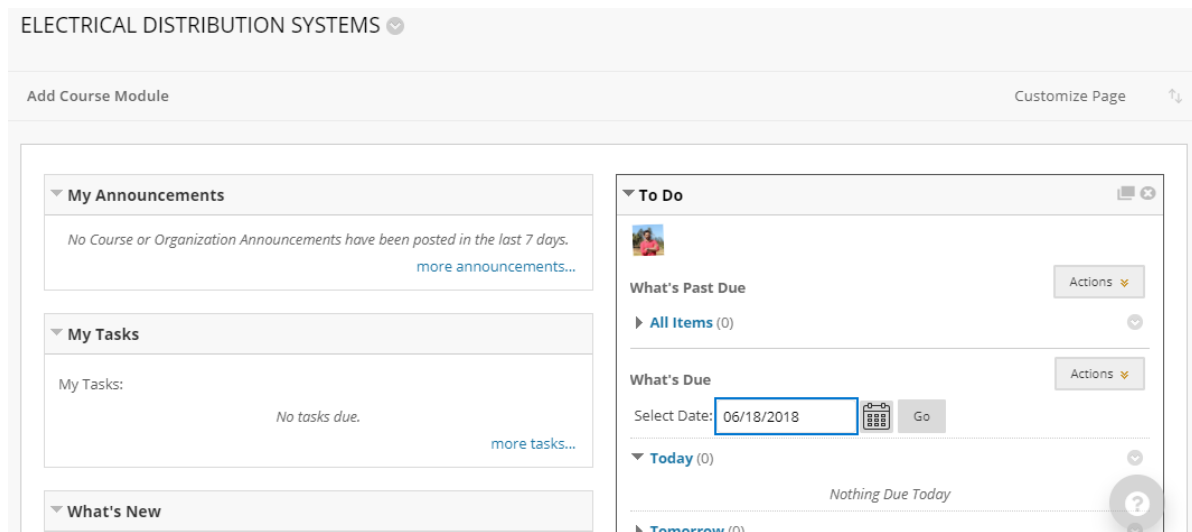 ELECTRICAL DISTRIBUTION SYSTEMS
Add Course Module
Customize Page
My Announcements
No Course or Organization Announcements have been posted in the last 7 days.
more announcements...
My Tasks
My Tasks:
No tasks due.
more tasks...
What's New
To Do
What's Past Due
Actions
All Items (0)
What's Due
Actions
Select Date: 06/18/2018 Go
Today (0)
Nothing Due Today
?
Tomorrow (0)